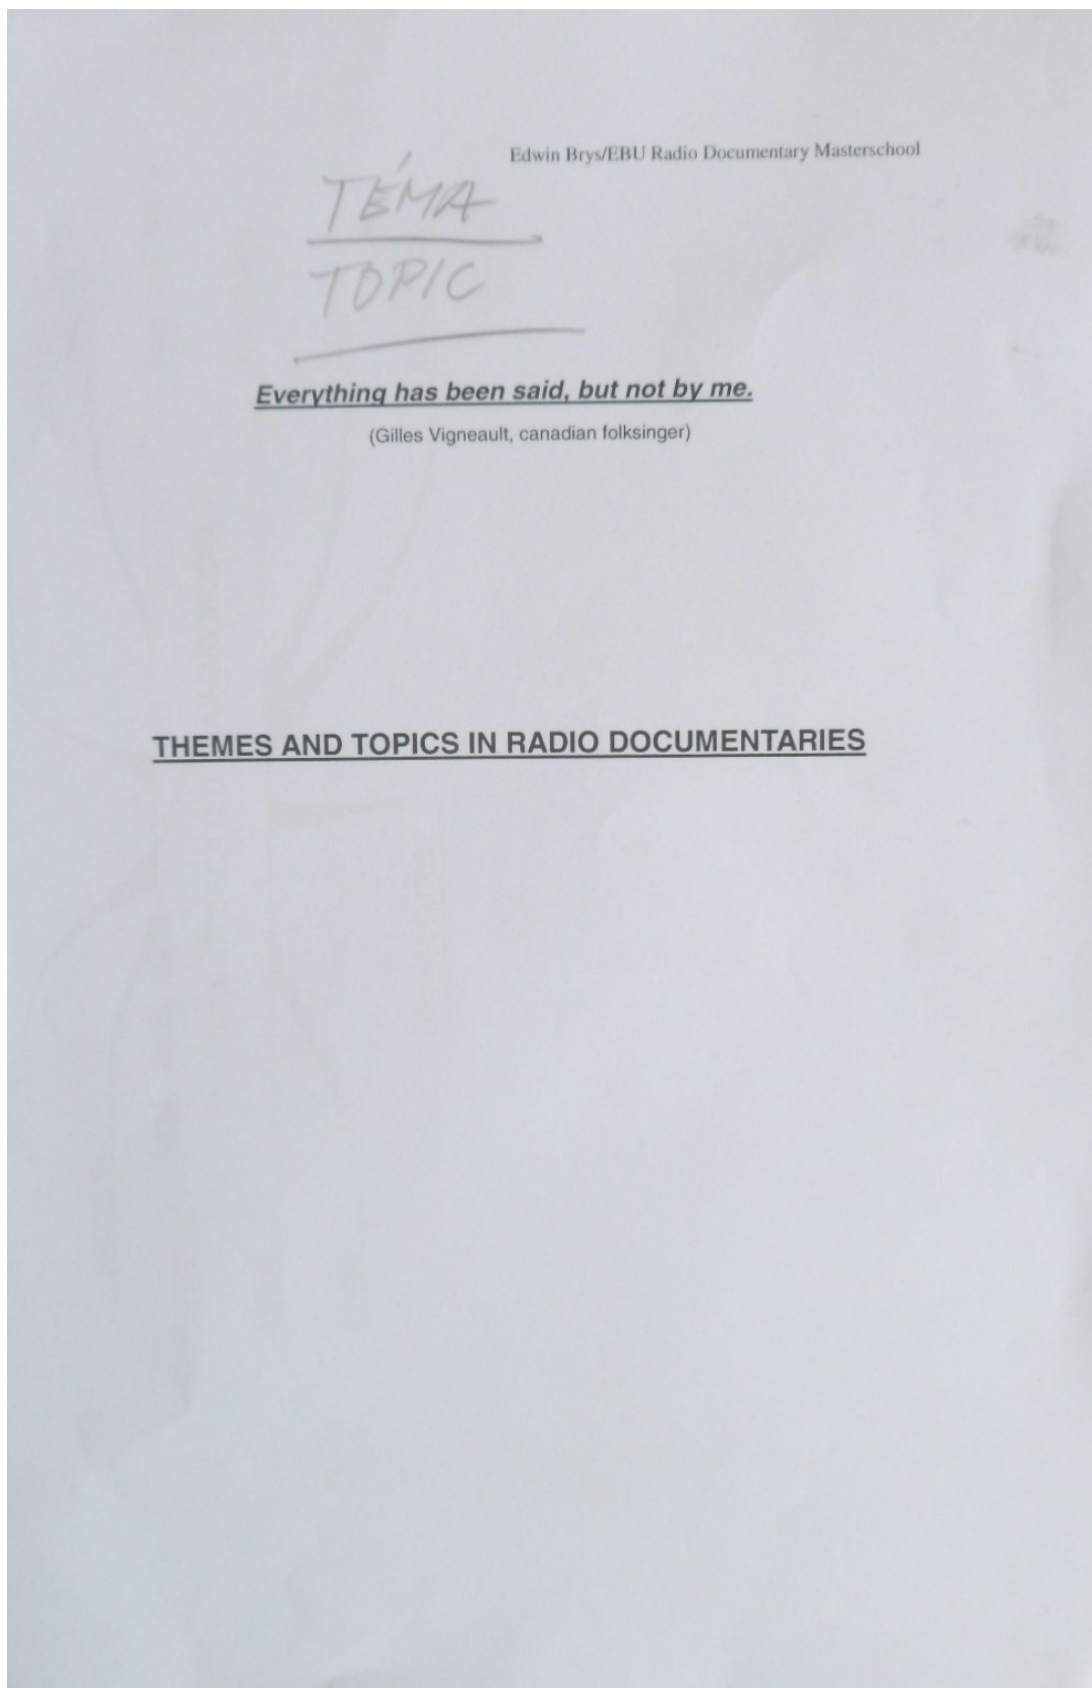 Edwin Brys/EBU Radio Documentary Masterschool
TÉMA
TOPIC
Everything has been said, but not by me.
(Gilles Vigneault, canadian folksinger)
THEMES AND TOPICS IN RADIO DOCUMENTARIES